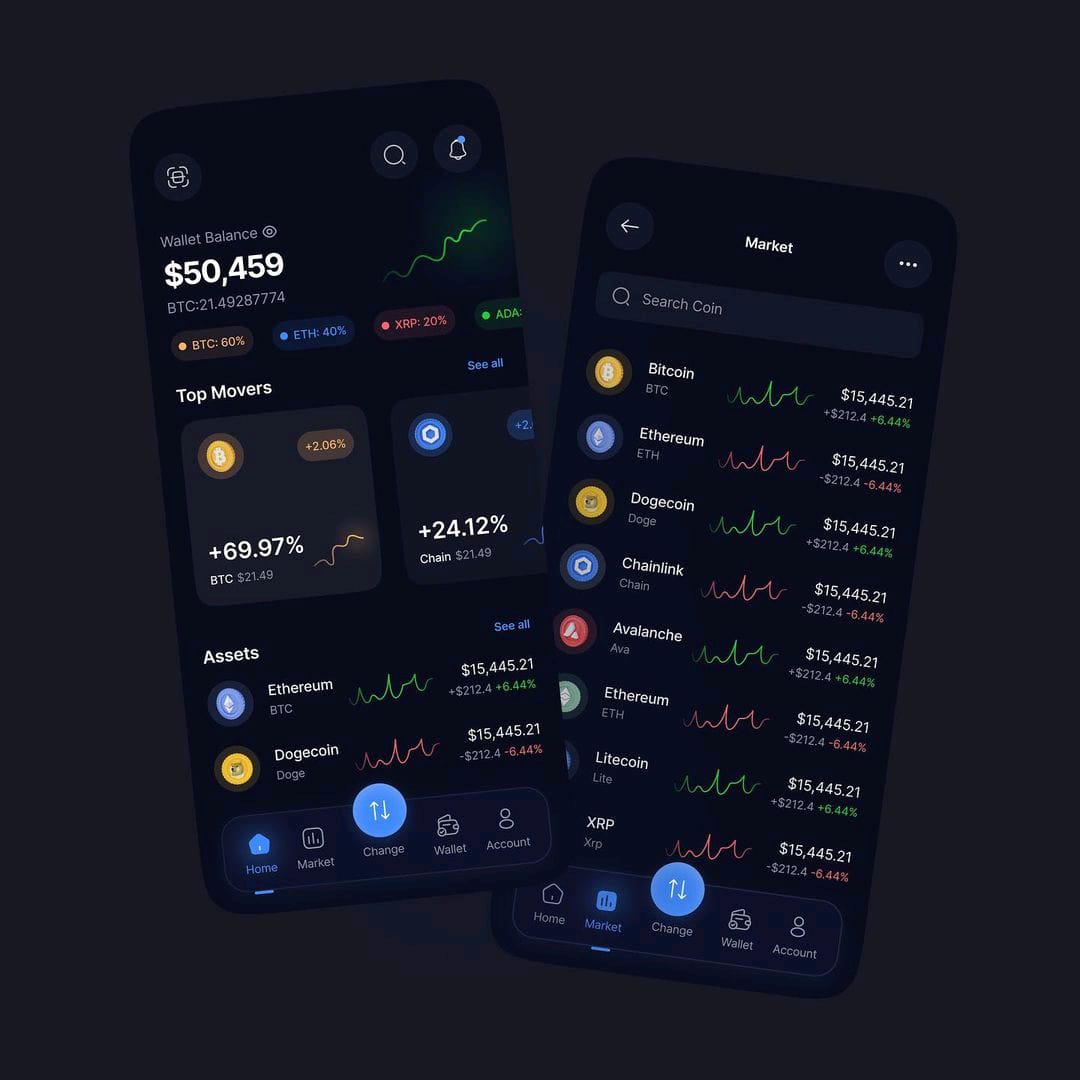 Wallet Balance
$50,459
BTC:21.49287774
BTC: 60%
ETH: 40%
XRP: 20%
ADA:
Top Movers
See all
+2.06%
+69.97%
BTC $21.49
+2.
+24.12%
Chain $21.49
Assets
See all
Ethereum
BTC
$15,445.21
+$212.4 +6.44%
Dogecoin
Doge
$15,445.21
-$212.4 -6.44%
Home
Market
Change
Wallet
Account
Market
Search Coin
Bitcoin
BTC
$15,445.21
+$212.4 +6.44%
Ethereum
ETH
$15,445.21
-$212.4 -6.44%
Dogecoin
Doge
$15,445.21
+$212.4 +6.44%
Chainlink
Chain
$15,445.21
-$212.4 -6.44%
Avalanche
Ava
$15,445.21
+$212.4 +6.44%
Ethereum
ETH
$15,445.21
-$212.4 -6.44%
Litecoin
Lite
$15,445.21
+$212.4 +6.44%
XRP
Xrp
$15,445.21
-$212.4 -6.44%
Home
Market
Change
Wallet
Account